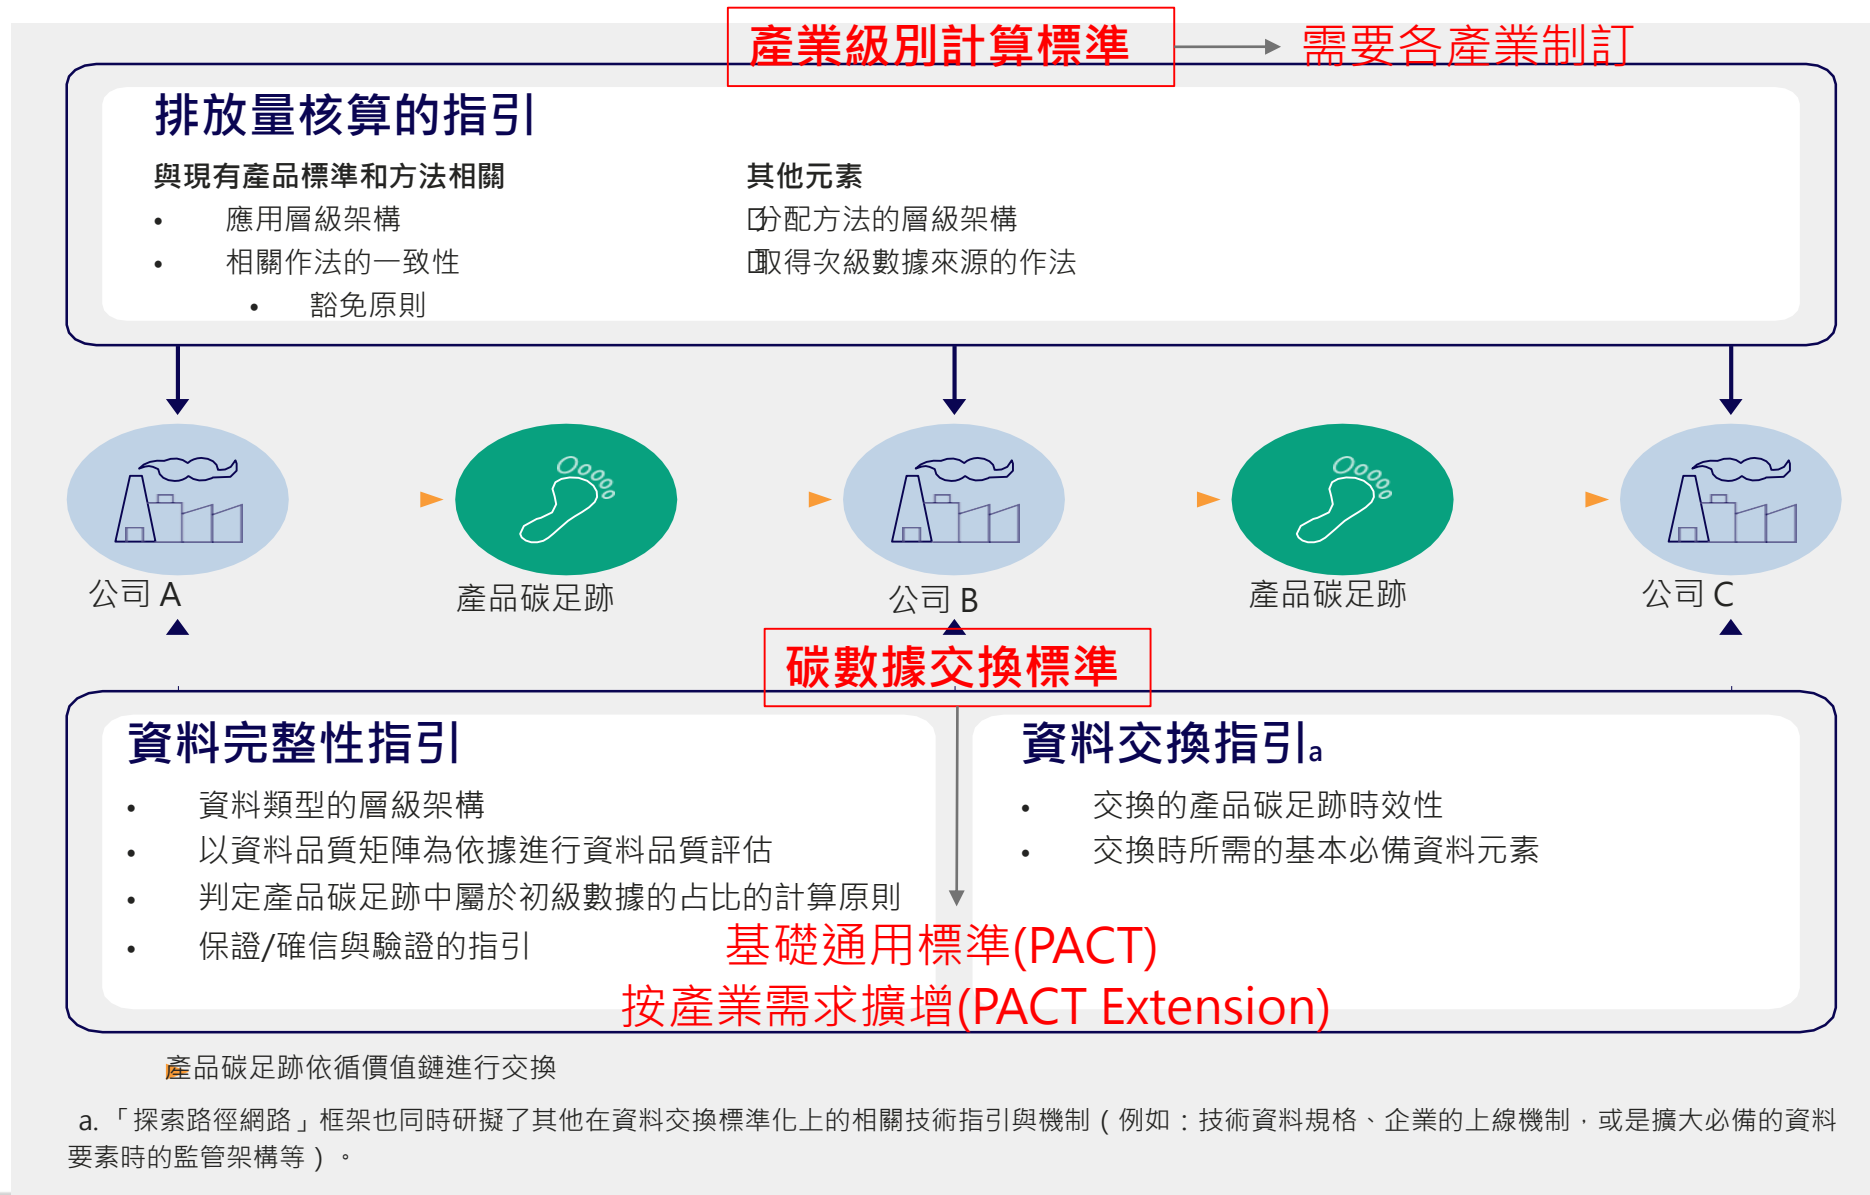 產業級別計算標準
需要各產業制訂
排放量核算的指引
與現有產品標準和方法相關
• 應用層級架構
• 相關作法的一致性
• 豁免原則
其他元素
分配方法的層級架構
取得次級數據來源的作法
公司 A
產品碳足跡
公司 B
產品碳足跡
公司 C
碳數據交換標準
資料完整性指引
• 資料類型的層級架構
• 以資料品質矩陣為依據進行資料品質評估
• 判定產品碳足跡中屬於初級數據的占比的計算原則
• 保證/確信與驗證的指引
資料交換指引a
• 交換的產品碳足跡時效性
• 交換時所需的基本必備資料元素
基礎通用標準(PACT)
按產業需求擴增(PACT Extension)
產品碳足跡依循價值鏈進行交換
a. 「探索路徑網路」框架也同時研擬了其他在資料交換標準化上的相關技術指引與機制(例如:技術資料規格、企業的上線機制,或是擴大必備的資料
要素時的監管架構等)。